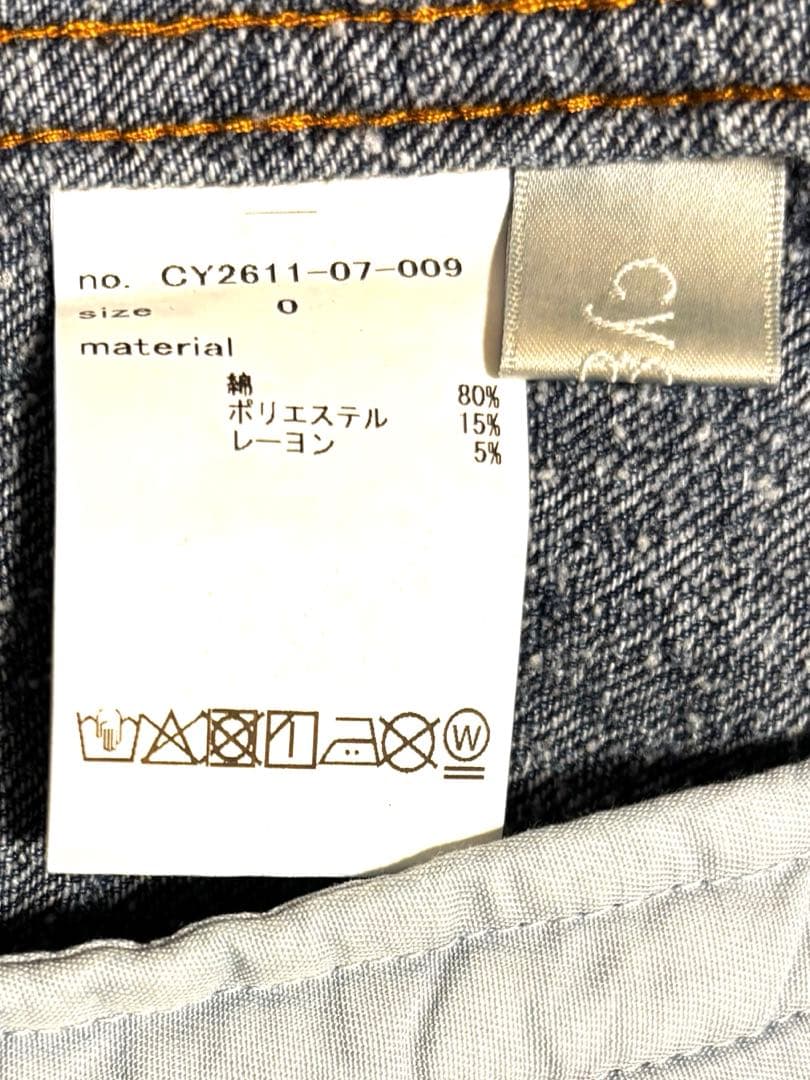 no. CY2611-07-009
size 0
material
綿 80%
ポリエステル 15%
レーヨン 5%
W